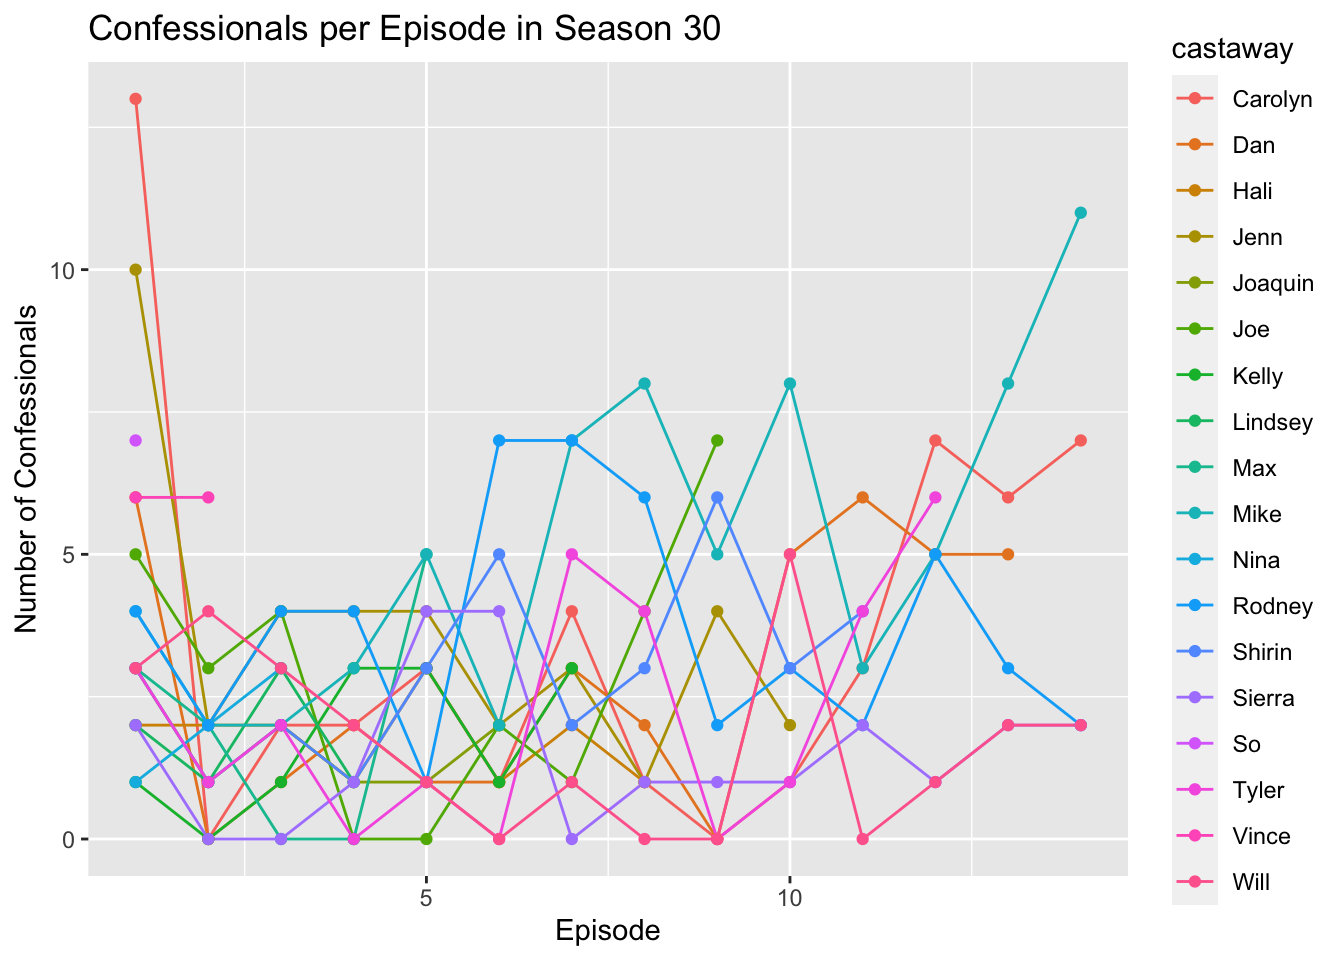 Confessionals per Episode in Season 30
Number of Confessionals
10
5
0
5
10
Episode
castaway
Carolyn
Dan
Hali
Jenn
Joaquin
Joe
Kelly
Lindsey
Max
Mike
Nina
Rodney
Shirin
Sierra
So
Tyler
Vince
Will